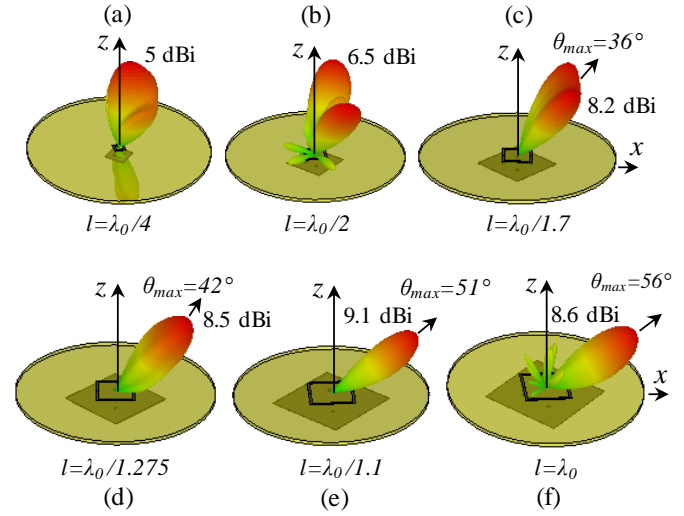 (a) (b) (c)
z 5 dBi z 6.5 dBi z θmax=36°
8.2 dBi
x
l=λ0/4 l=λ0/2 l=λ0/1.7
z θmax=42° z θmax=51° z θmax=56°
8.5 dBi 9.1 dBi 8.6 dBi
x
l=λ0/1.275 l=λ0/1.1 l=λ0
(d) (e) (f)